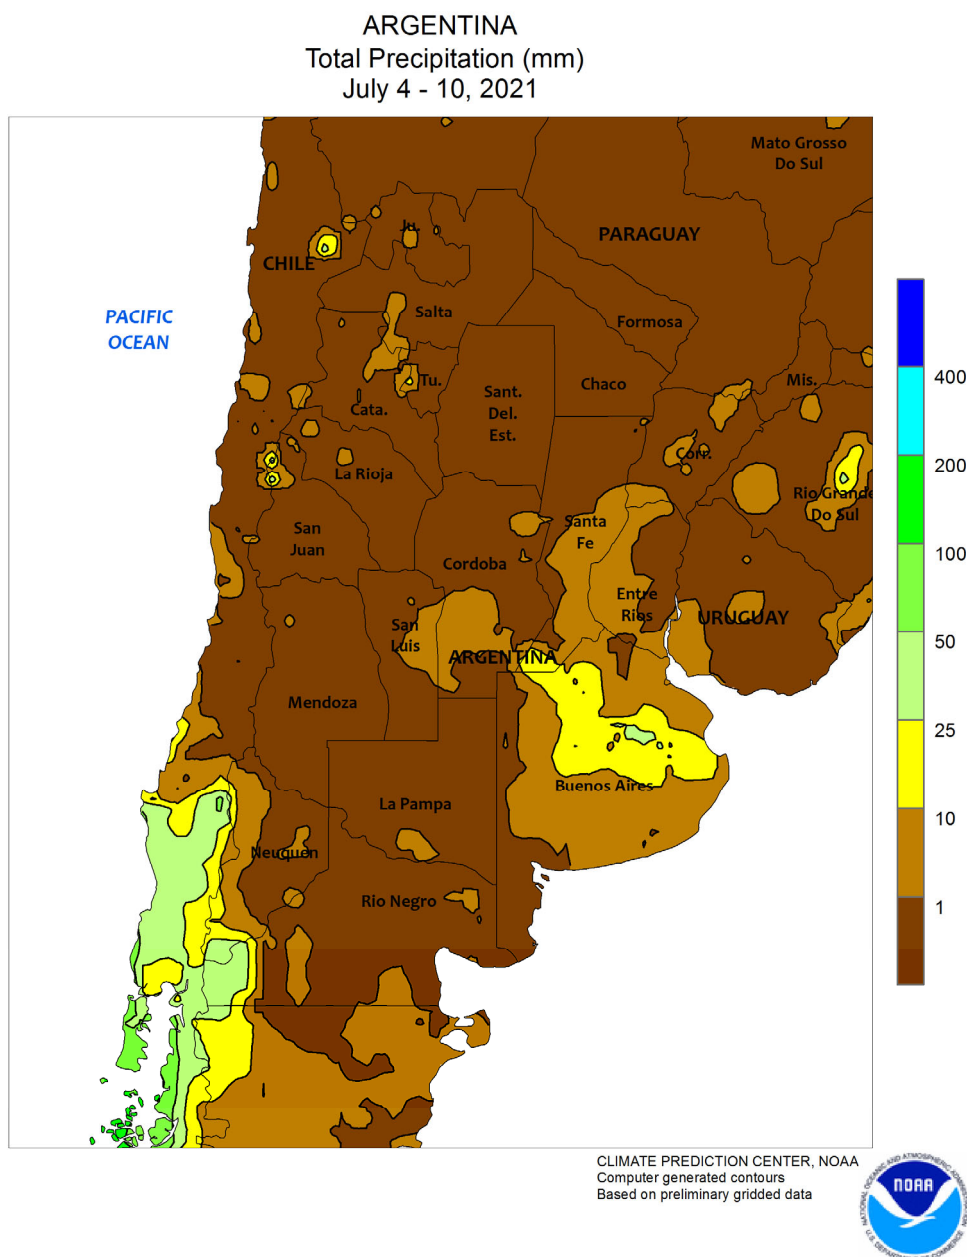 ARGENTINA
Total Precipitation (mm)
July 4 - 10, 2021
Mato Grosso
Do Sul
Ju.
PARAGUAY
CHILE
PACIFIC
OCEAN
Salta
Formosa
Tu.
Chaco
Mis.
Sant.
Del.
Est.
Cata.
Corr.
La Rioja
Rio Grande
Do Sul
San
Juan
Santa
Fe
Cordoba
Entre
Rios
San
Luis
URUGUAY
ARGENTINA
Mendoza
Buenos Aires
La Pampa
Neuquen
Rio Negro
400
200
100
50
25
10
1
CLIMATE PREDICTION CENTER, NOAA
Computer generated contours
Based on preliminary gridded data
NOAA